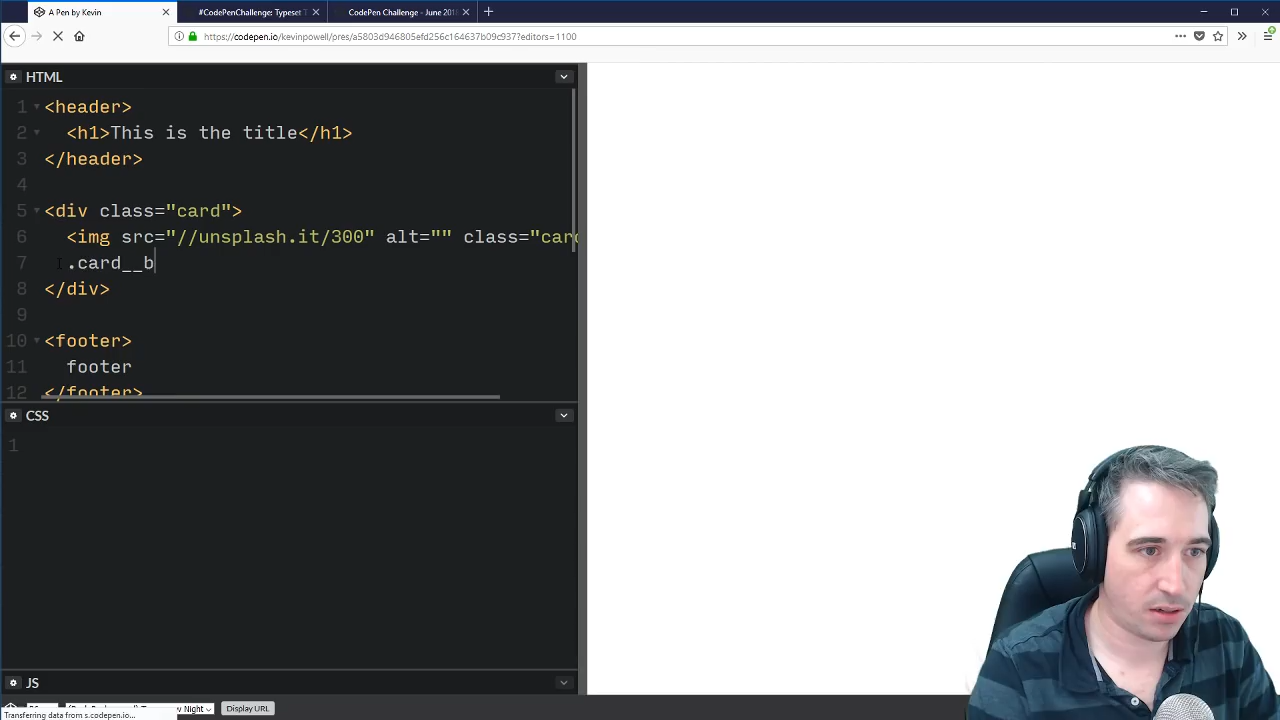 A Pen by Kevin
#CodePenChallenge: Typeset
CodePen Challenge - June 201
https://codepen.io/kevinpowell/pres/a5803d946805efd256c164637b09c937?editors=1100
HTML
1 <header>
2 <h1>This is the title</h1>
3 </header>
4
5 <div class="card">
6 <img src="//unsplash.it/300" alt="" class="card
7 .card__b
8 </div>
9
10 <footer>
11 footer
12 </footer>
CSS
1
JS
Night
Display URL
Transferring data from s.codepen.io...